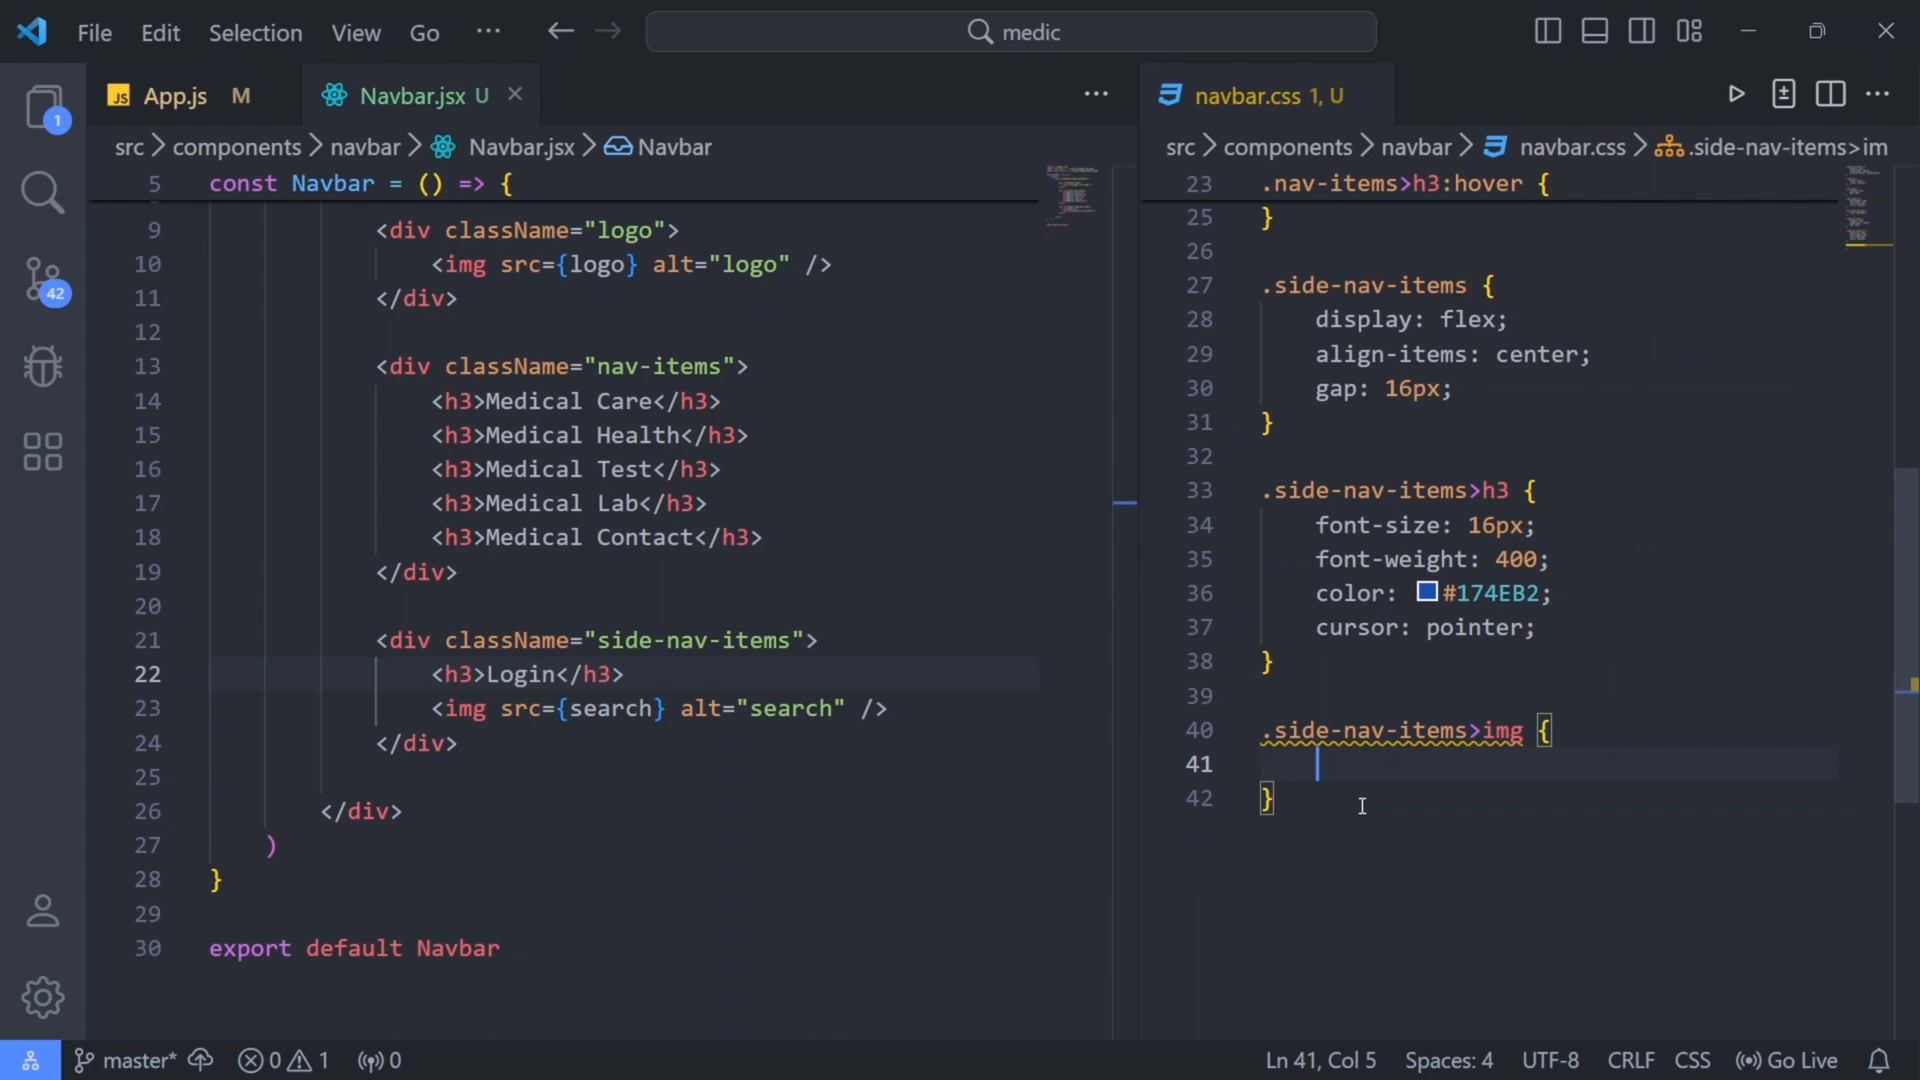 File Edit Selection View Go ··· medic
App.js M Navbar.jsx U
src > components > navbar > Navbar.jsx > Navbar
5 const Navbar = () => {
9 <div className="logo">
10 <img src={logo} alt="logo" />
11 </div>
12
13 <div className="nav-items">
14 <h3>Medical Care</h3>
15 <h3>Medical Health</h3>
16 <h3>Medical Test</h3>
17 <h3>Medical Lab</h3>
18 <h3>Medical Contact</h3>
19 </div>
20
21 <div className="side-nav-items">
22 <h3>Login</h3>
23 <img src={search} alt="search" />
24 </div>
25
26 </div>
27 )
28 }
29
30 export default Navbar
navbar.css 1, U
src > components > navbar > navbar.css > .side-nav-items>im
23 .nav-items>h3:hover {
25 }
26
27 .side-nav-items {
28 display: flex;
29 align-items: center;
30 gap: 16px;
31 }
32
33 .side-nav-items>h3 {
34 font-size: 16px;
35 font-weight: 400;
36 color: #174EB2;
37 cursor: pointer;
38 }
39
40 .side-nav-items>img {
41
42 }
1
42
master* 0 1 0 Ln 41, Col 5 Spaces: 4 UTF-8 CRLF CSS Go Live